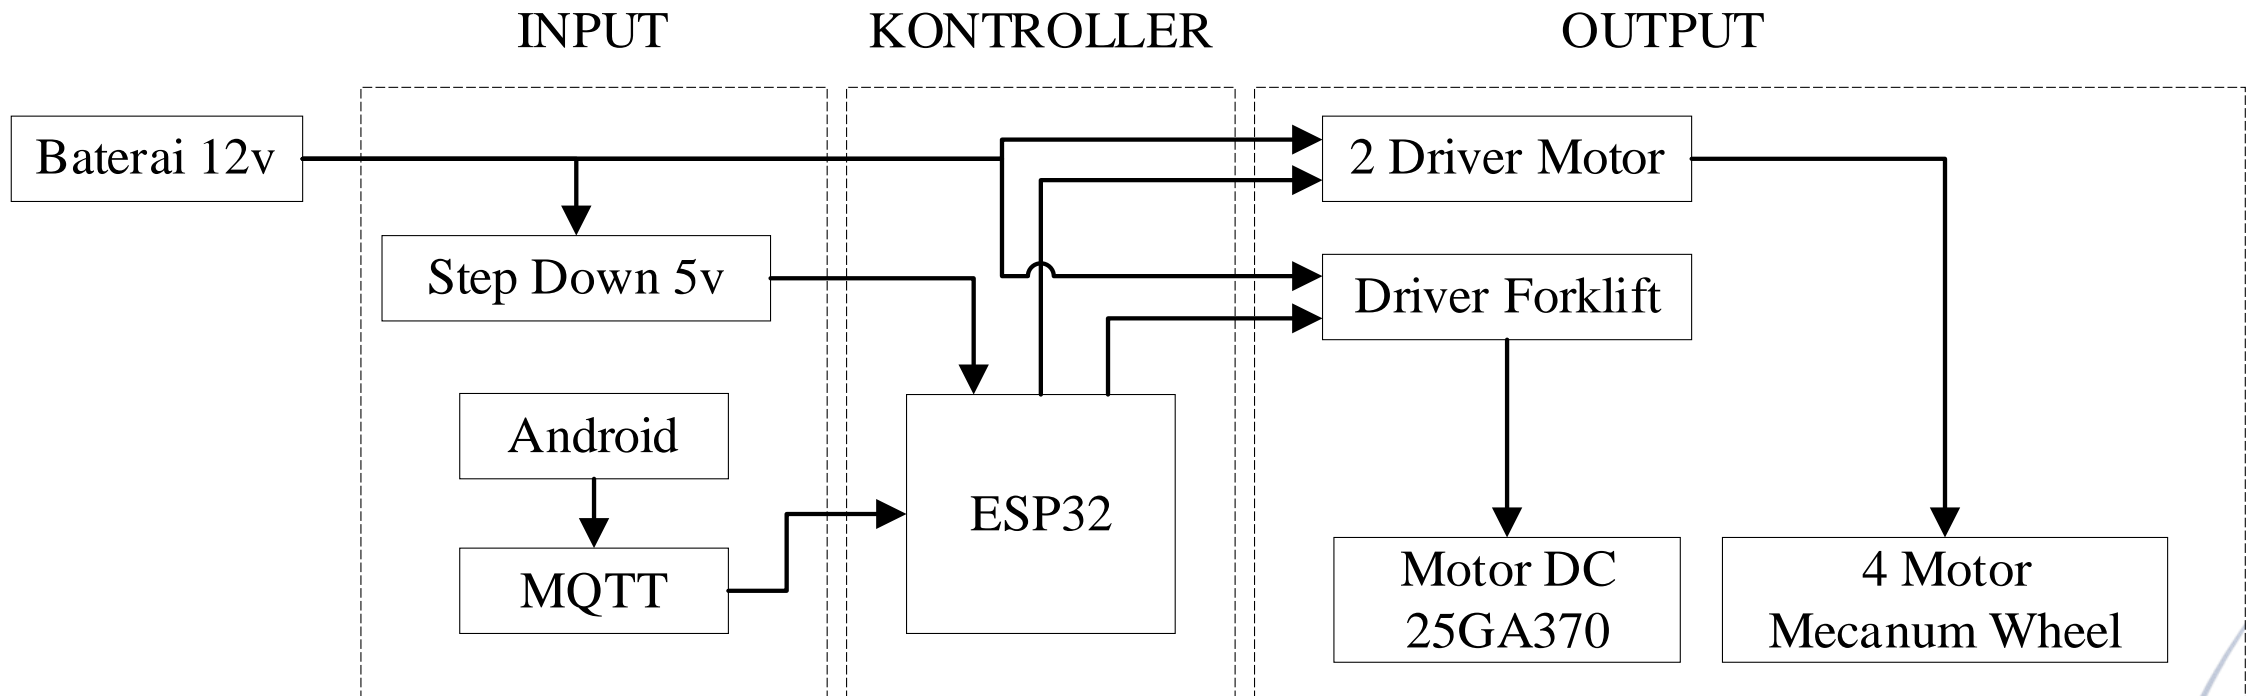 INPUT
KONTROLLER
OUTPUT
Baterai 12v
2 Driver Motor
Step Down 5v
Driver Forklift
Android
ESP32
MQTT
Motor DC
25GA370
4 Motor
Mecanum Wheel